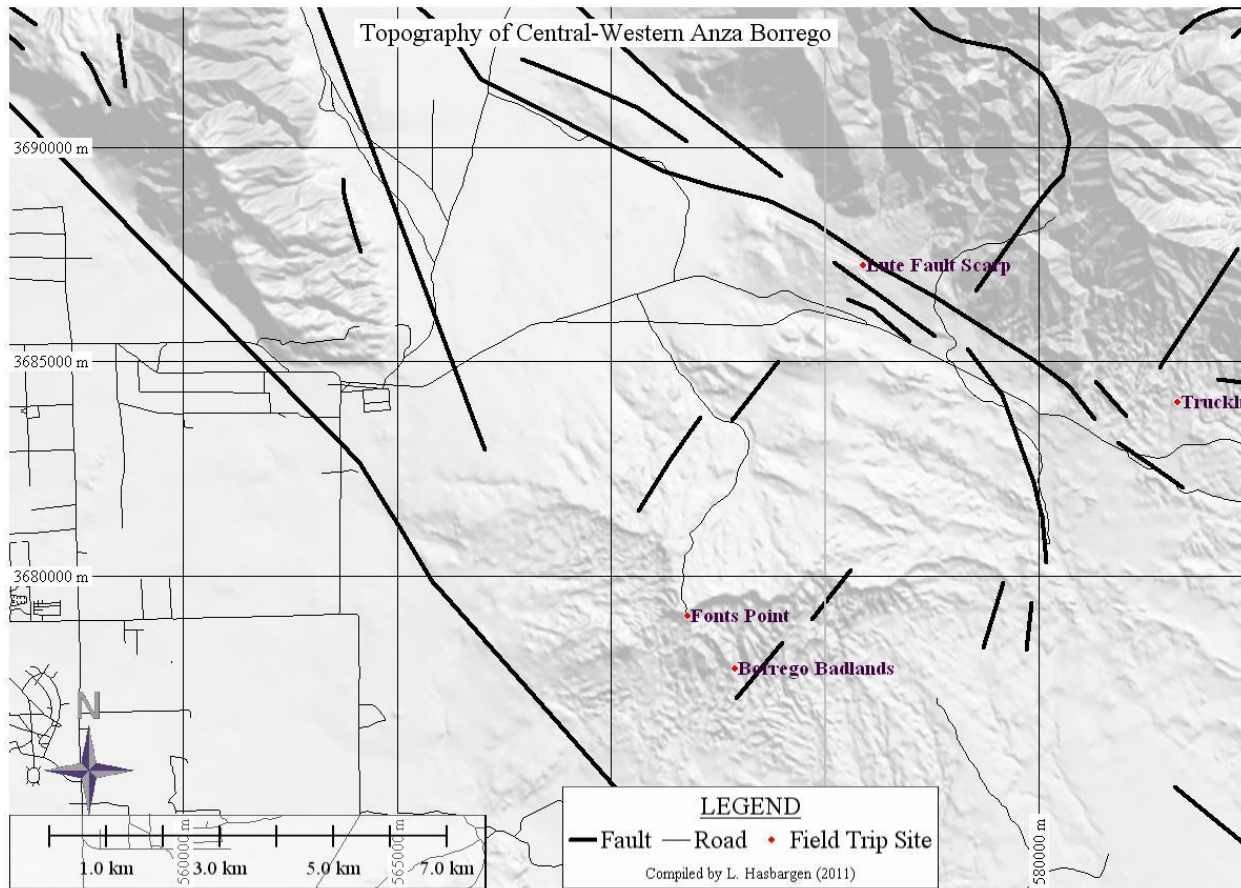 Topography of Central-Western Anza Borrego
3690000 m
Lute Fault Scarp
3685000 m
Truckh
3680000 m
Fonts Point
Borrego Badlands
N
LEGEND
Fault Road Field Trip Site
Compiled by L. Hasbargen (2011)
1.0 km 3.0 km 5.0 km 7.0 km
560000 m
565000 m
580000 m